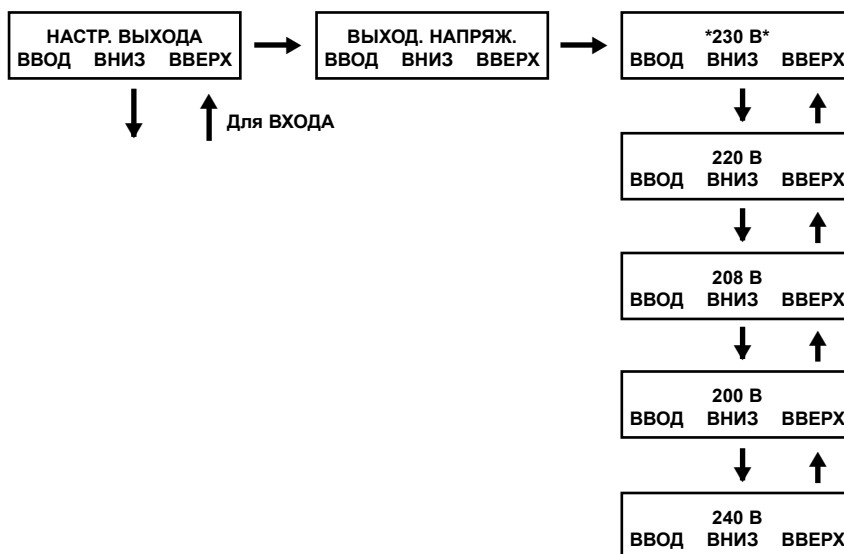 НАСТР. ВЫХОДА
ВВОД ВНИЗ ВВЕРХ
ВЫХОД. НАПРЯЖ.
ВВОД ВНИЗ ВВЕРХ
*230 В*
ВВОД ВНИЗ ВВЕРХ
Для ВХОДА
220 В
ВВОД ВНИЗ ВВЕРХ
208 В
ВВОД ВНИЗ ВВЕРХ
200 В
ВВОД ВНИЗ ВВЕРХ
240 В
ВВОД ВНИЗ ВВЕРХ